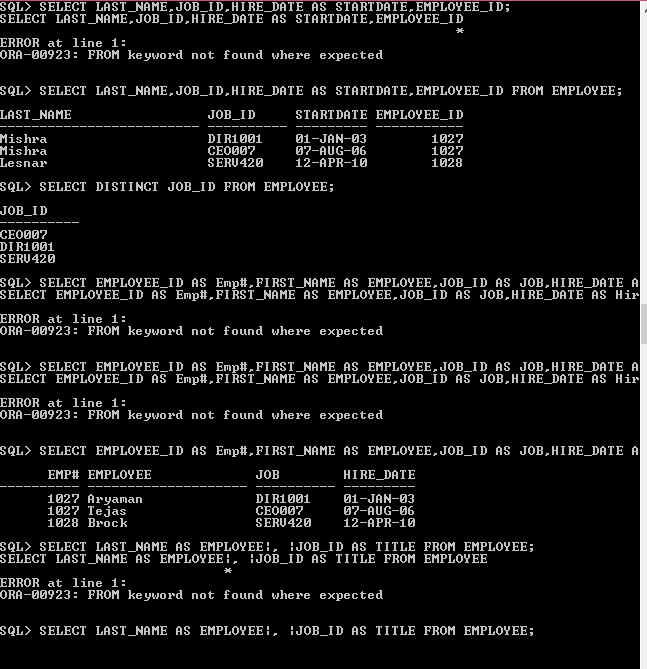 SQL> SELECT LAST_NAME,JOB_ID,HIRE_DATE AS STARTDATE,EMPLOYEE_ID;
SELECT LAST_NAME,JOB_ID,HIRE_DATE AS STARTDATE,EMPLOYEE_ID
*
ERROR at line 1:
ORA-00923: FROM keyword not found where expected
SQL> SELECT LAST_NAME,JOB_ID,HIRE_DATE AS STARTDATE,EMPLOYEE_ID FROM EMPLOYEE;
LAST_NAME JOB_ID STARTDATE EMPLOYEE_ID
------------------------- ---------- --------- -----------
Mishra DIR1001 01-JAN-03 1027
Mishra CEO007 07-AUG-06 1027
Lesnar SERV420 12-APR-10 1028
SQL> SELECT DISTINCT JOB_ID FROM EMPLOYEE;
JOB_ID
----------
CEO007
DIR1001
SERV420
SQL> SELECT EMPLOYEE_ID AS Emp#,FIRST_NAME AS EMPLOYEE,JOB_ID AS JOB,HIRE_DATE A
SELECT EMPLOYEE_ID AS Emp#,FIRST_NAME AS EMPLOYEE,JOB_ID AS JOB,HIRE_DATE AS Hir
ERROR at line 1:
ORA-00923: FROM keyword not found where expected
SQL> SELECT EMPLOYEE_ID AS Emp#,FIRST_NAME AS EMPLOYEE,JOB_ID AS JOB,HIRE_DATE A
SELECT EMPLOYEE_ID AS Emp#,FIRST_NAME AS EMPLOYEE,JOB_ID AS JOB,HIRE_DATE AS Hir
ERROR at line 1:
ORA-00923: FROM keyword not found where expected
SQL> SELECT EMPLOYEE_ID AS Emp#,FIRST_NAME AS EMPLOYEE,JOB_ID AS JOB,HIRE_DATE A
EMP# EMPLOYEE JOB HIRE_DATE
---------- -------------------- ---------- ---------
1027 Aryaman DIR1001 01-JAN-03
1027 Tejas CEO007 07-AUG-06
1028 Brock SERV420 12-APR-10
SQL> SELECT LAST_NAME AS EMPLOYEE|, |JOB_ID AS TITLE FROM EMPLOYEE;
SELECT LAST_NAME AS EMPLOYEE|, |JOB_ID AS TITLE FROM EMPLOYEE
*
ERROR at line 1:
ORA-00923: FROM keyword not found where expected
SQL> SELECT LAST_NAME AS EMPLOYEE|, |JOB_ID AS TITLE FROM EMPLOYEE;